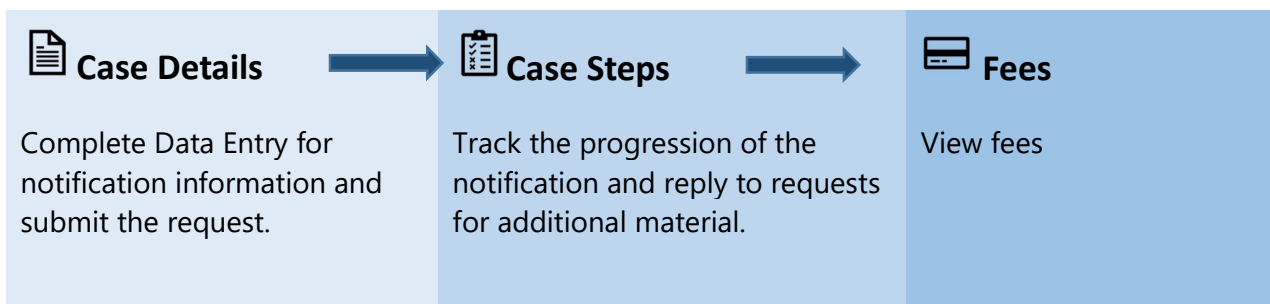 Case Details
Complete Data Entry for
notification information and
submit the request.
Case Steps
Track the progression of the
notification and reply to requests
for additional material.
Fees
View fees